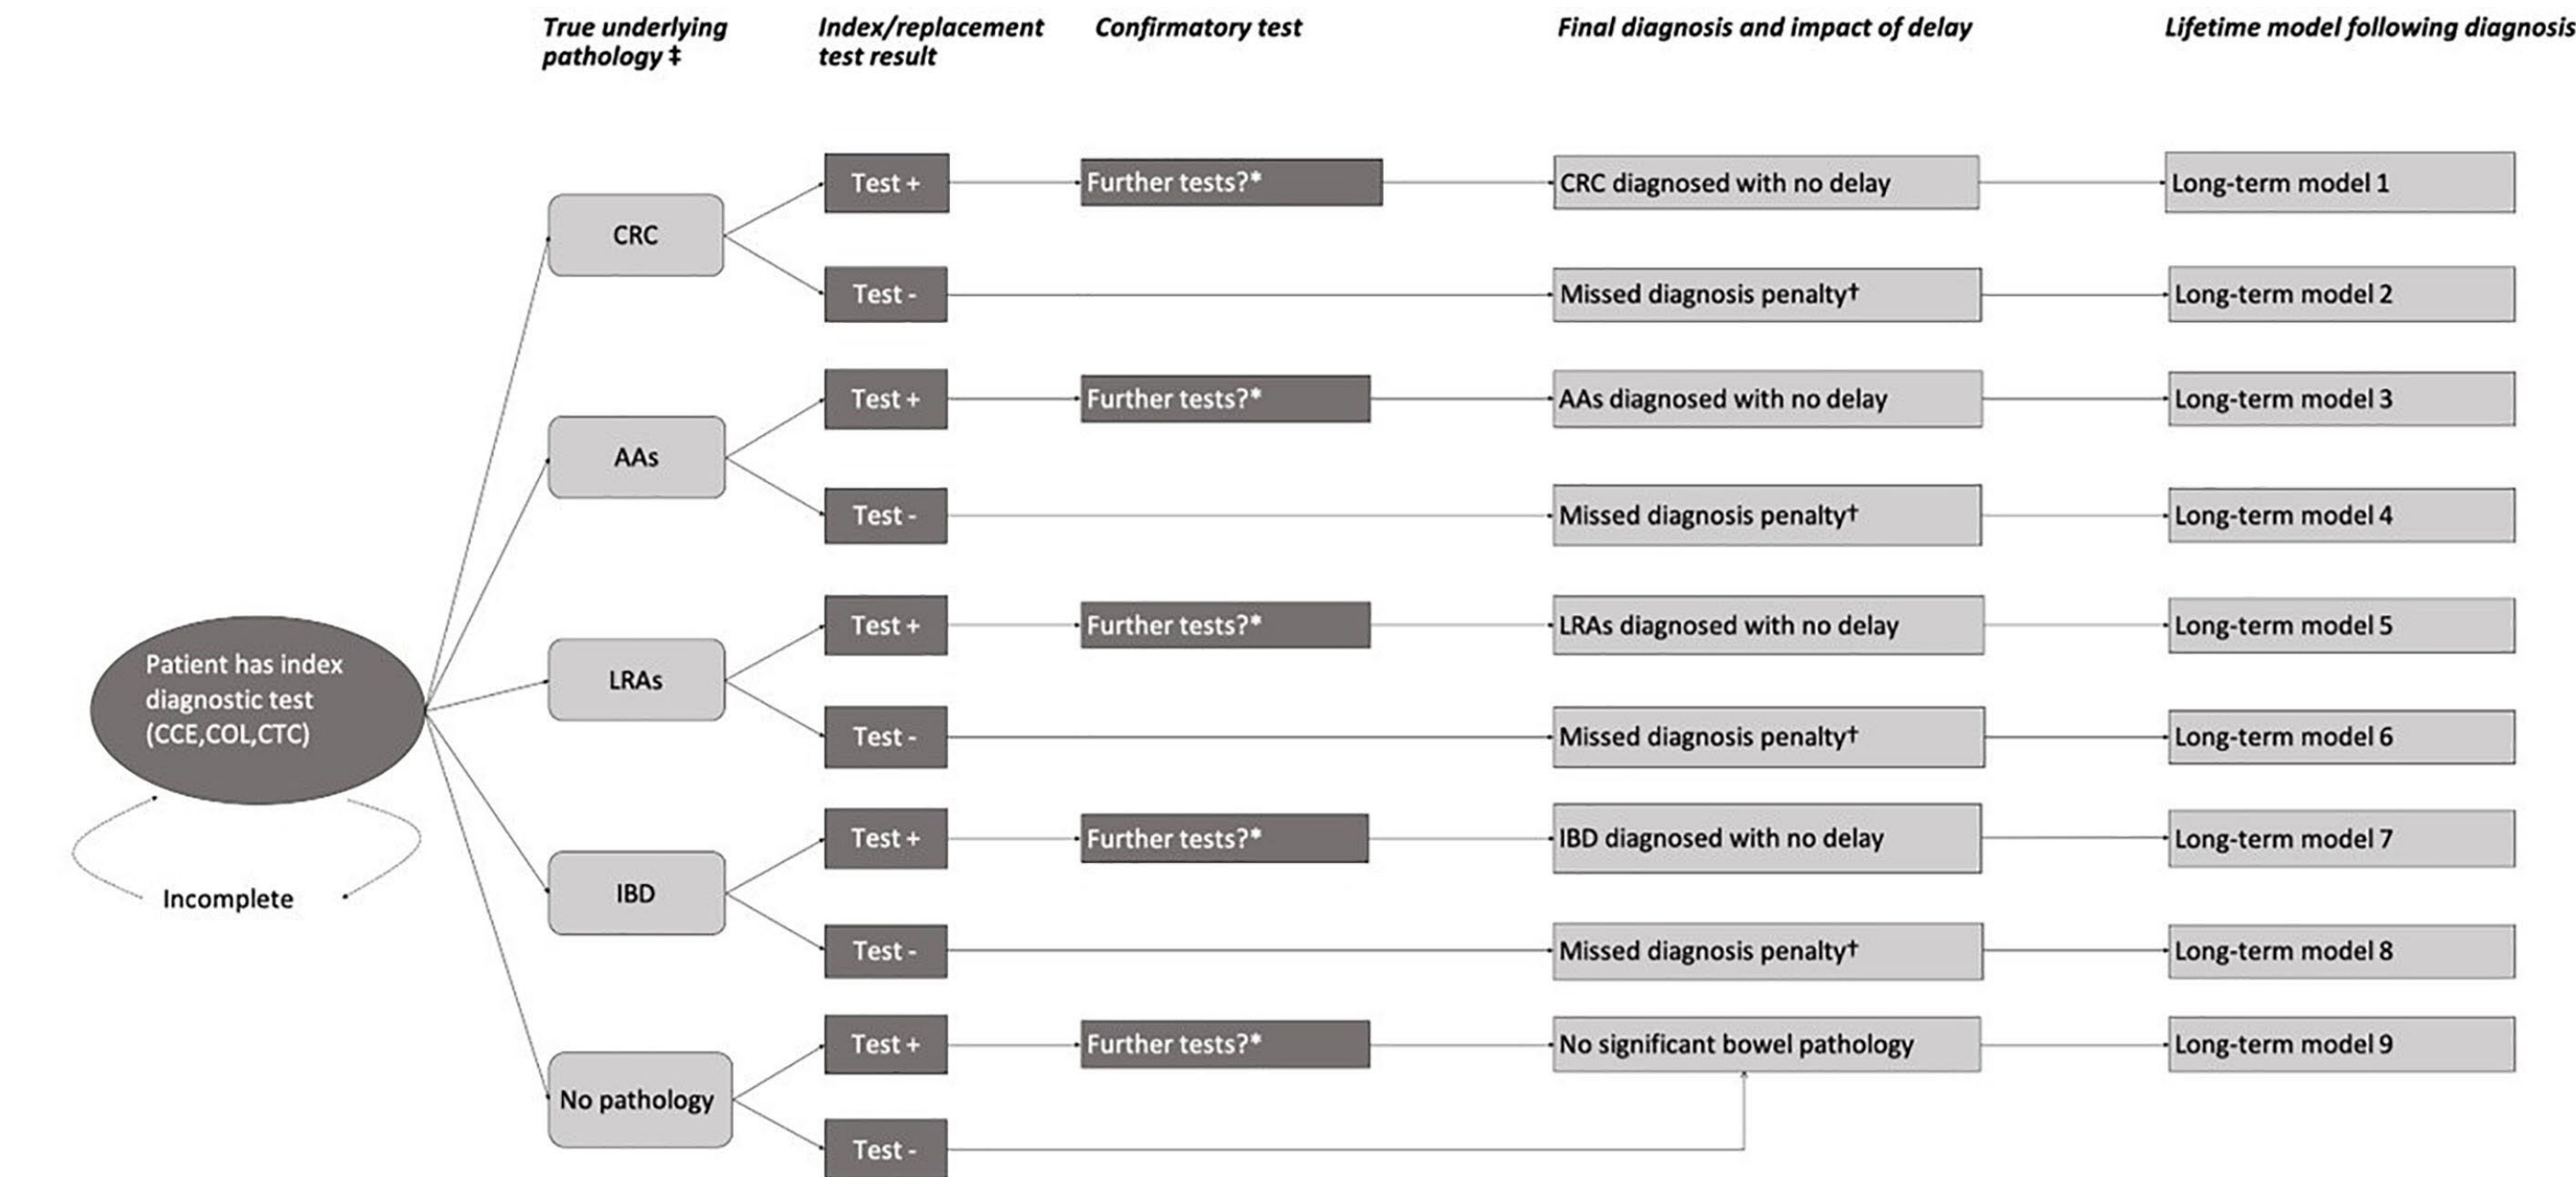 True underlying
pathology ‡
Index/replacement
test result
Confirmatory test
Final diagnosis and impact of delay
Lifetime model following diagnosis
Patient has index
diagnostic test
(CCE,COL,CTC)
Incomplete
CRC
Test +
Further tests?*
CRC diagnosed with no delay
Long-term model 1
Test -
Missed diagnosis penalty†
Long-term model 2
AAs
Test +
Further tests?*
AAs diagnosed with no delay
Long-term model 3
Test -
Missed diagnosis penalty†
Long-term model 4
LRAs
Test +
Further tests?*
LRAs diagnosed with no delay
Long-term model 5
Test -
Missed diagnosis penalty†
Long-term model 6
IBD
Test +
Further tests?*
IBD diagnosed with no delay
Long-term model 7
Test -
Missed diagnosis penalty†
Long-term model 8
No pathology
Test +
Further tests?*
No significant bowel pathology
Long-term model 9
Test -